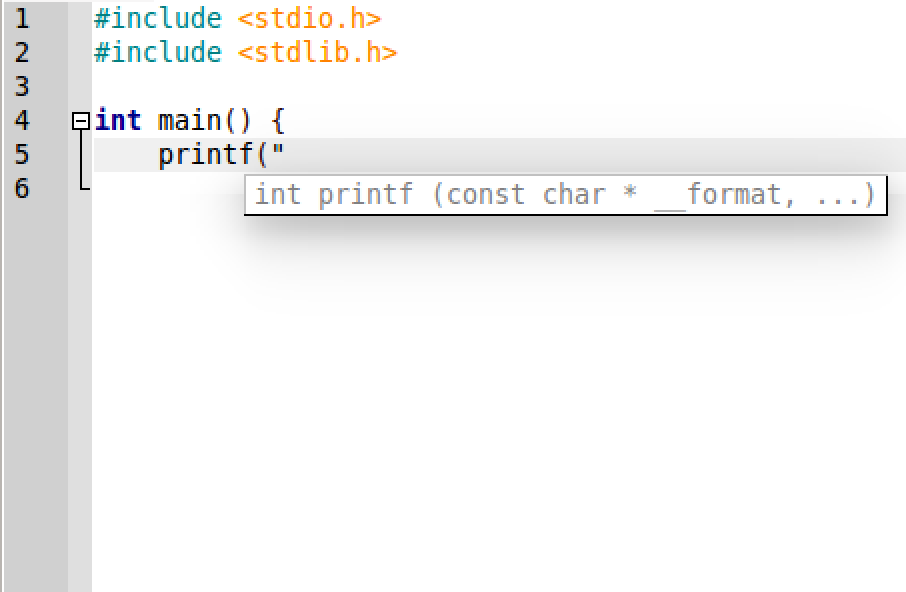 1 #include <stdio.h>
2 #include <stdlib.h>
3
4 int main() {
5     printf("
6
int printf (const char * __format, ...)